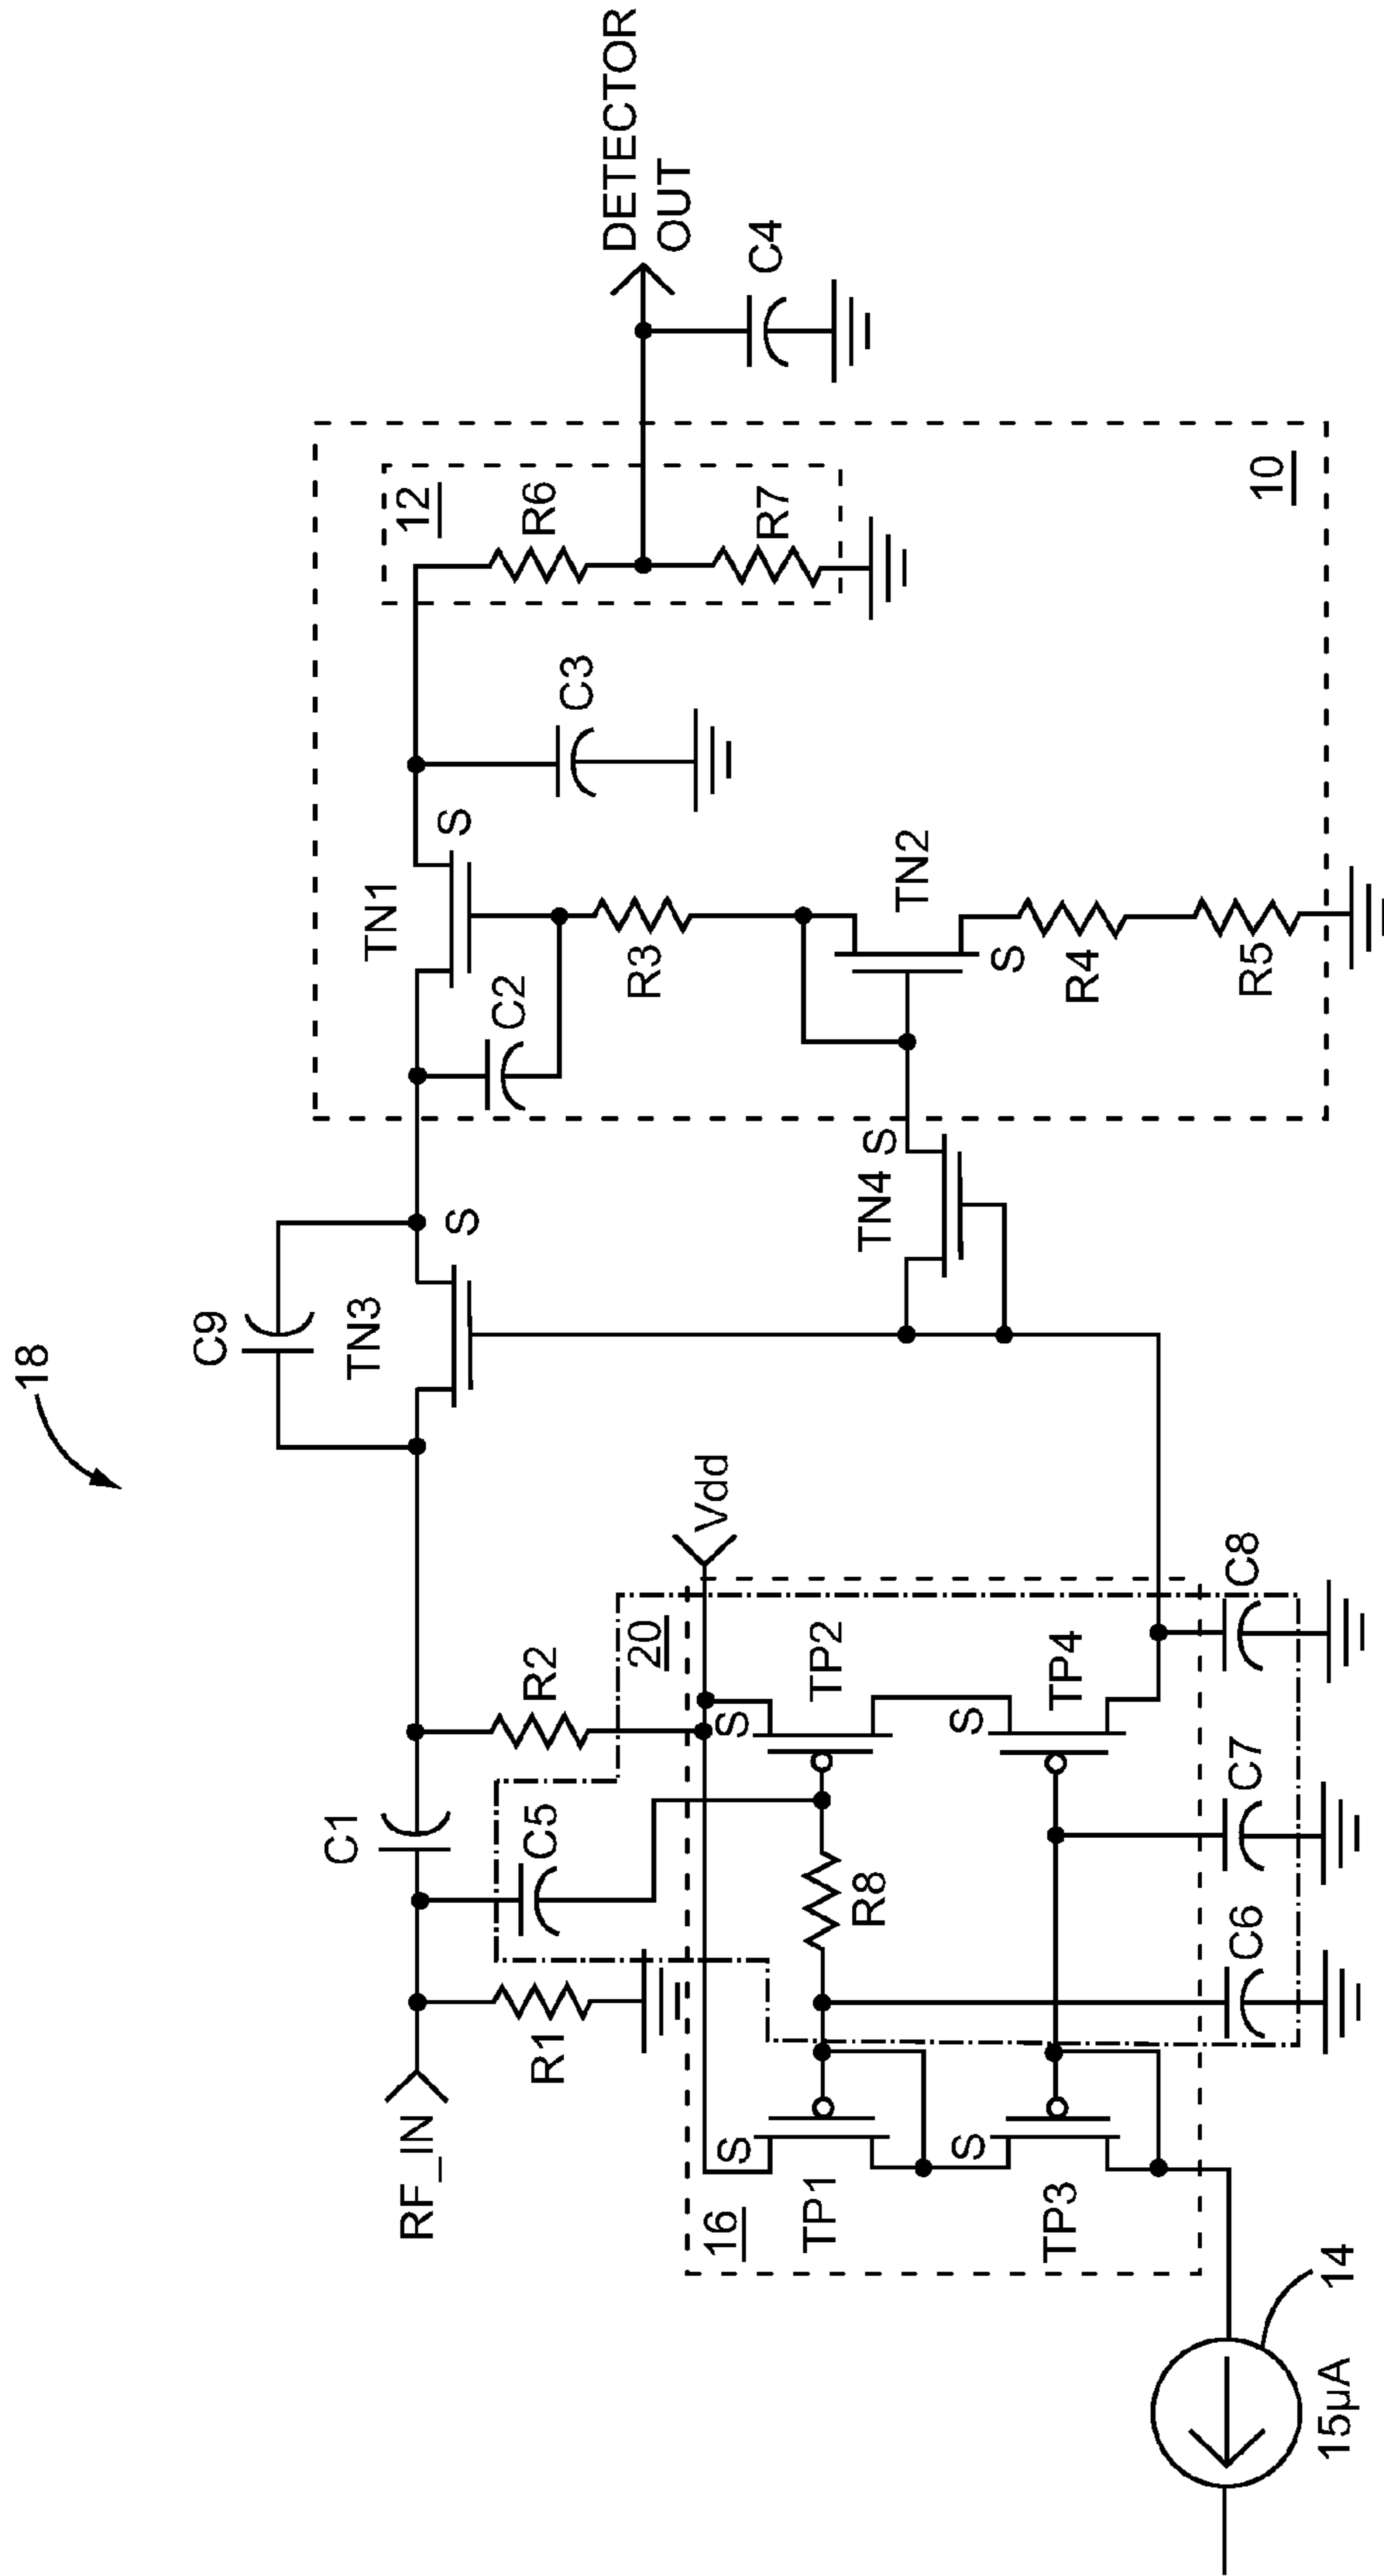 18
C9
TN3
S
C1
RF_IN
R1
R2
C5
20
Vdd
16
S
TP1
S
TP2
R8
S
TP3
S
TP4
C6
C7
C8
15µA
14
TN4
S
TN1
S
C2
R3
TN2
S
R4
R5
C3
12
R6
R7
10
DETECTOR
OUT
C4